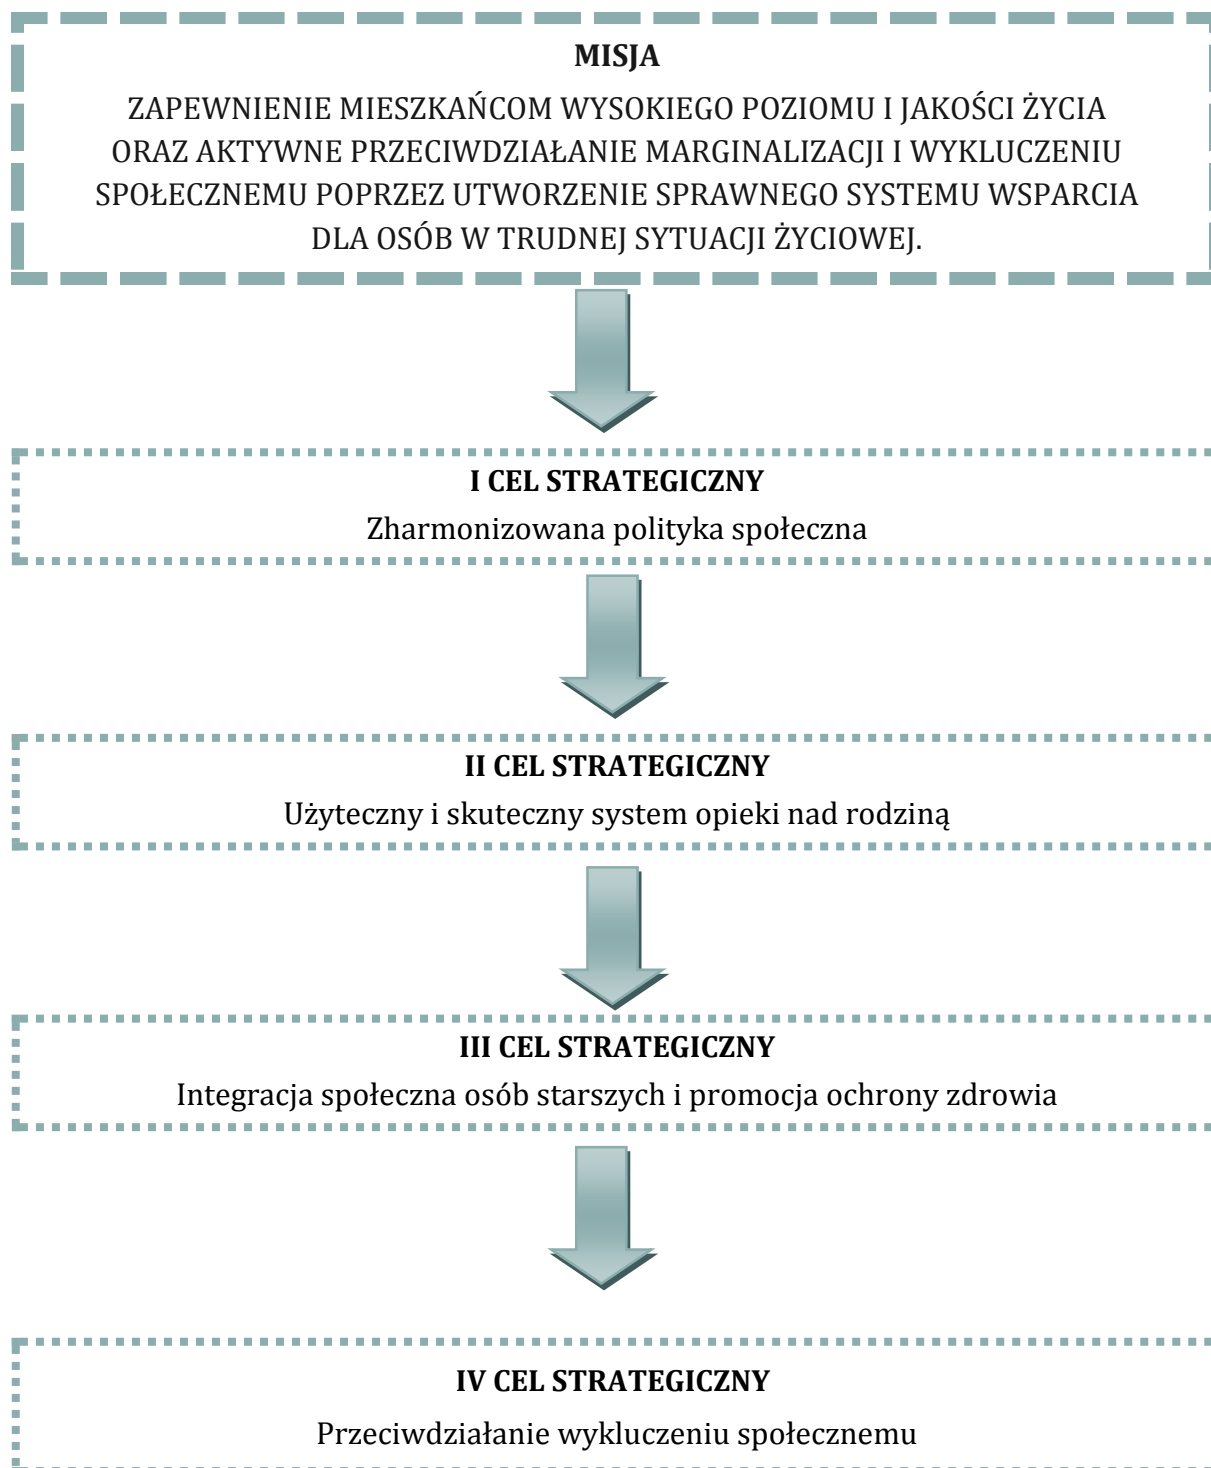 MISJA
ZAPEWNIENIE MIESZKAŃCOM WYSOKIEGO POZIOMU I JAKOŚCI ŻYCIA
ORAZ AKTYWNE PRZECIWDZIAŁANIE MARGINALIZACJI I WYKLUCZENIU
SPOŁECZNEMU POPRZEZ UTWORZENIE SPRAWNEGO SYSTEMU WSPARCIA
DLA OSÓB W TRUDNEJ SYTUACJI ŻYCIOWEJ.
I CEL STRATEGICZNY
Zharmonizowana polityka społeczna
II CEL STRATEGICZNY
Użyteczny i skuteczny system opieki nad rodziną
III CEL STRATEGICZNY
Integracja społeczna osób starszych i promocja ochrony zdrowia
IV CEL STRATEGICZNY
Przeciwdziałanie wykluczeniu społecznemu